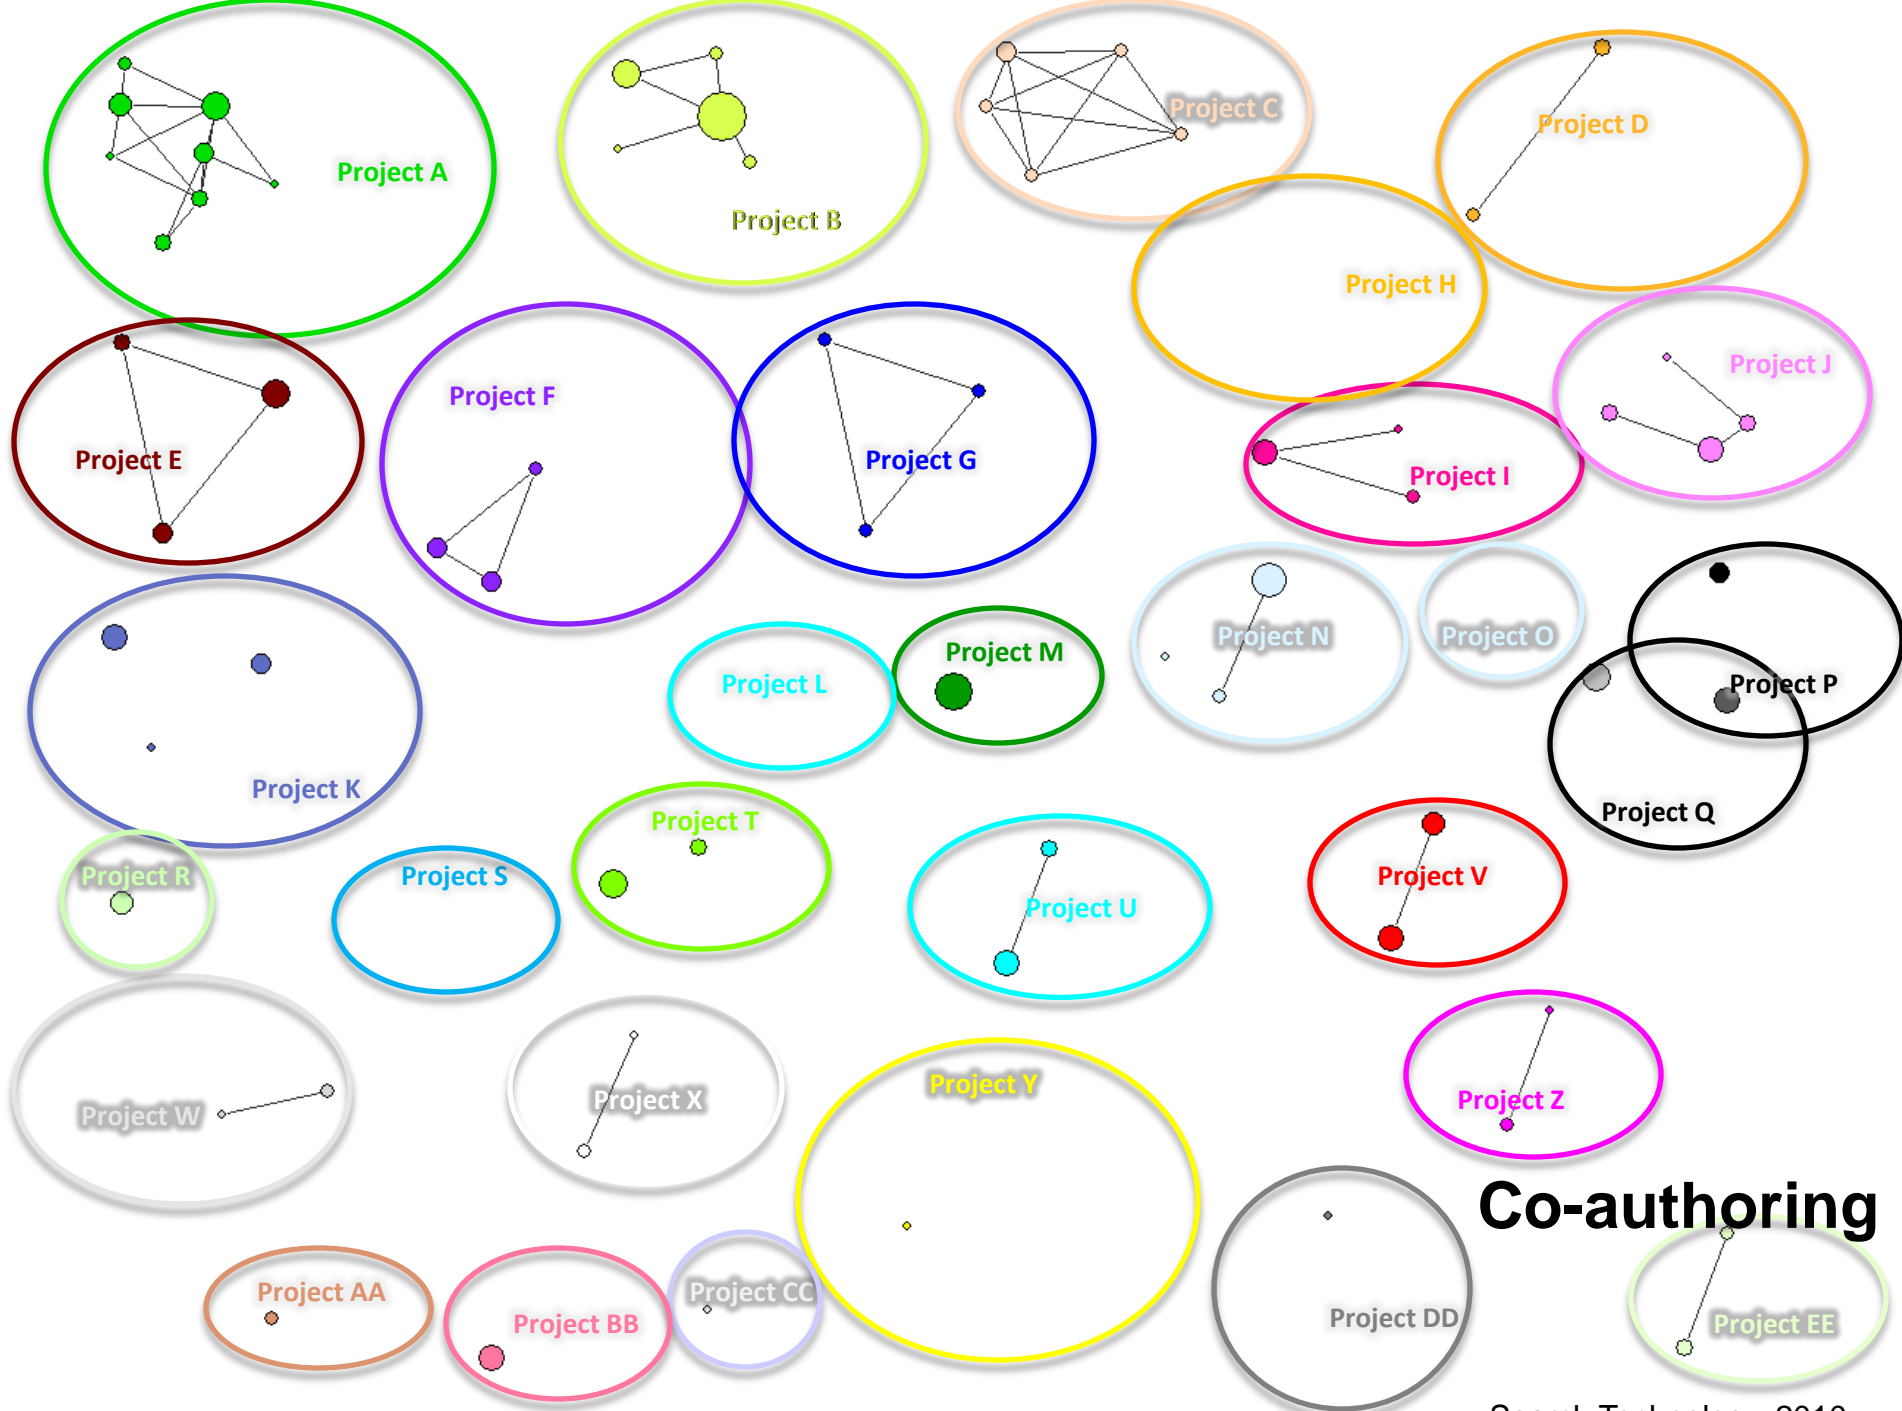 Project A
Project B
Project C
Project D
Project H
Project E
Project F
Project G
Project I
Project J
Project K
Project L
Project M
Project N
Project O
Project P
Project Q
Project R
Project S
Project T
Project U
Project V
Project W
Project X
Project Y
Project Z
Co-authoring
Project AA
Project BB
Project CC
Project DD
Project EE